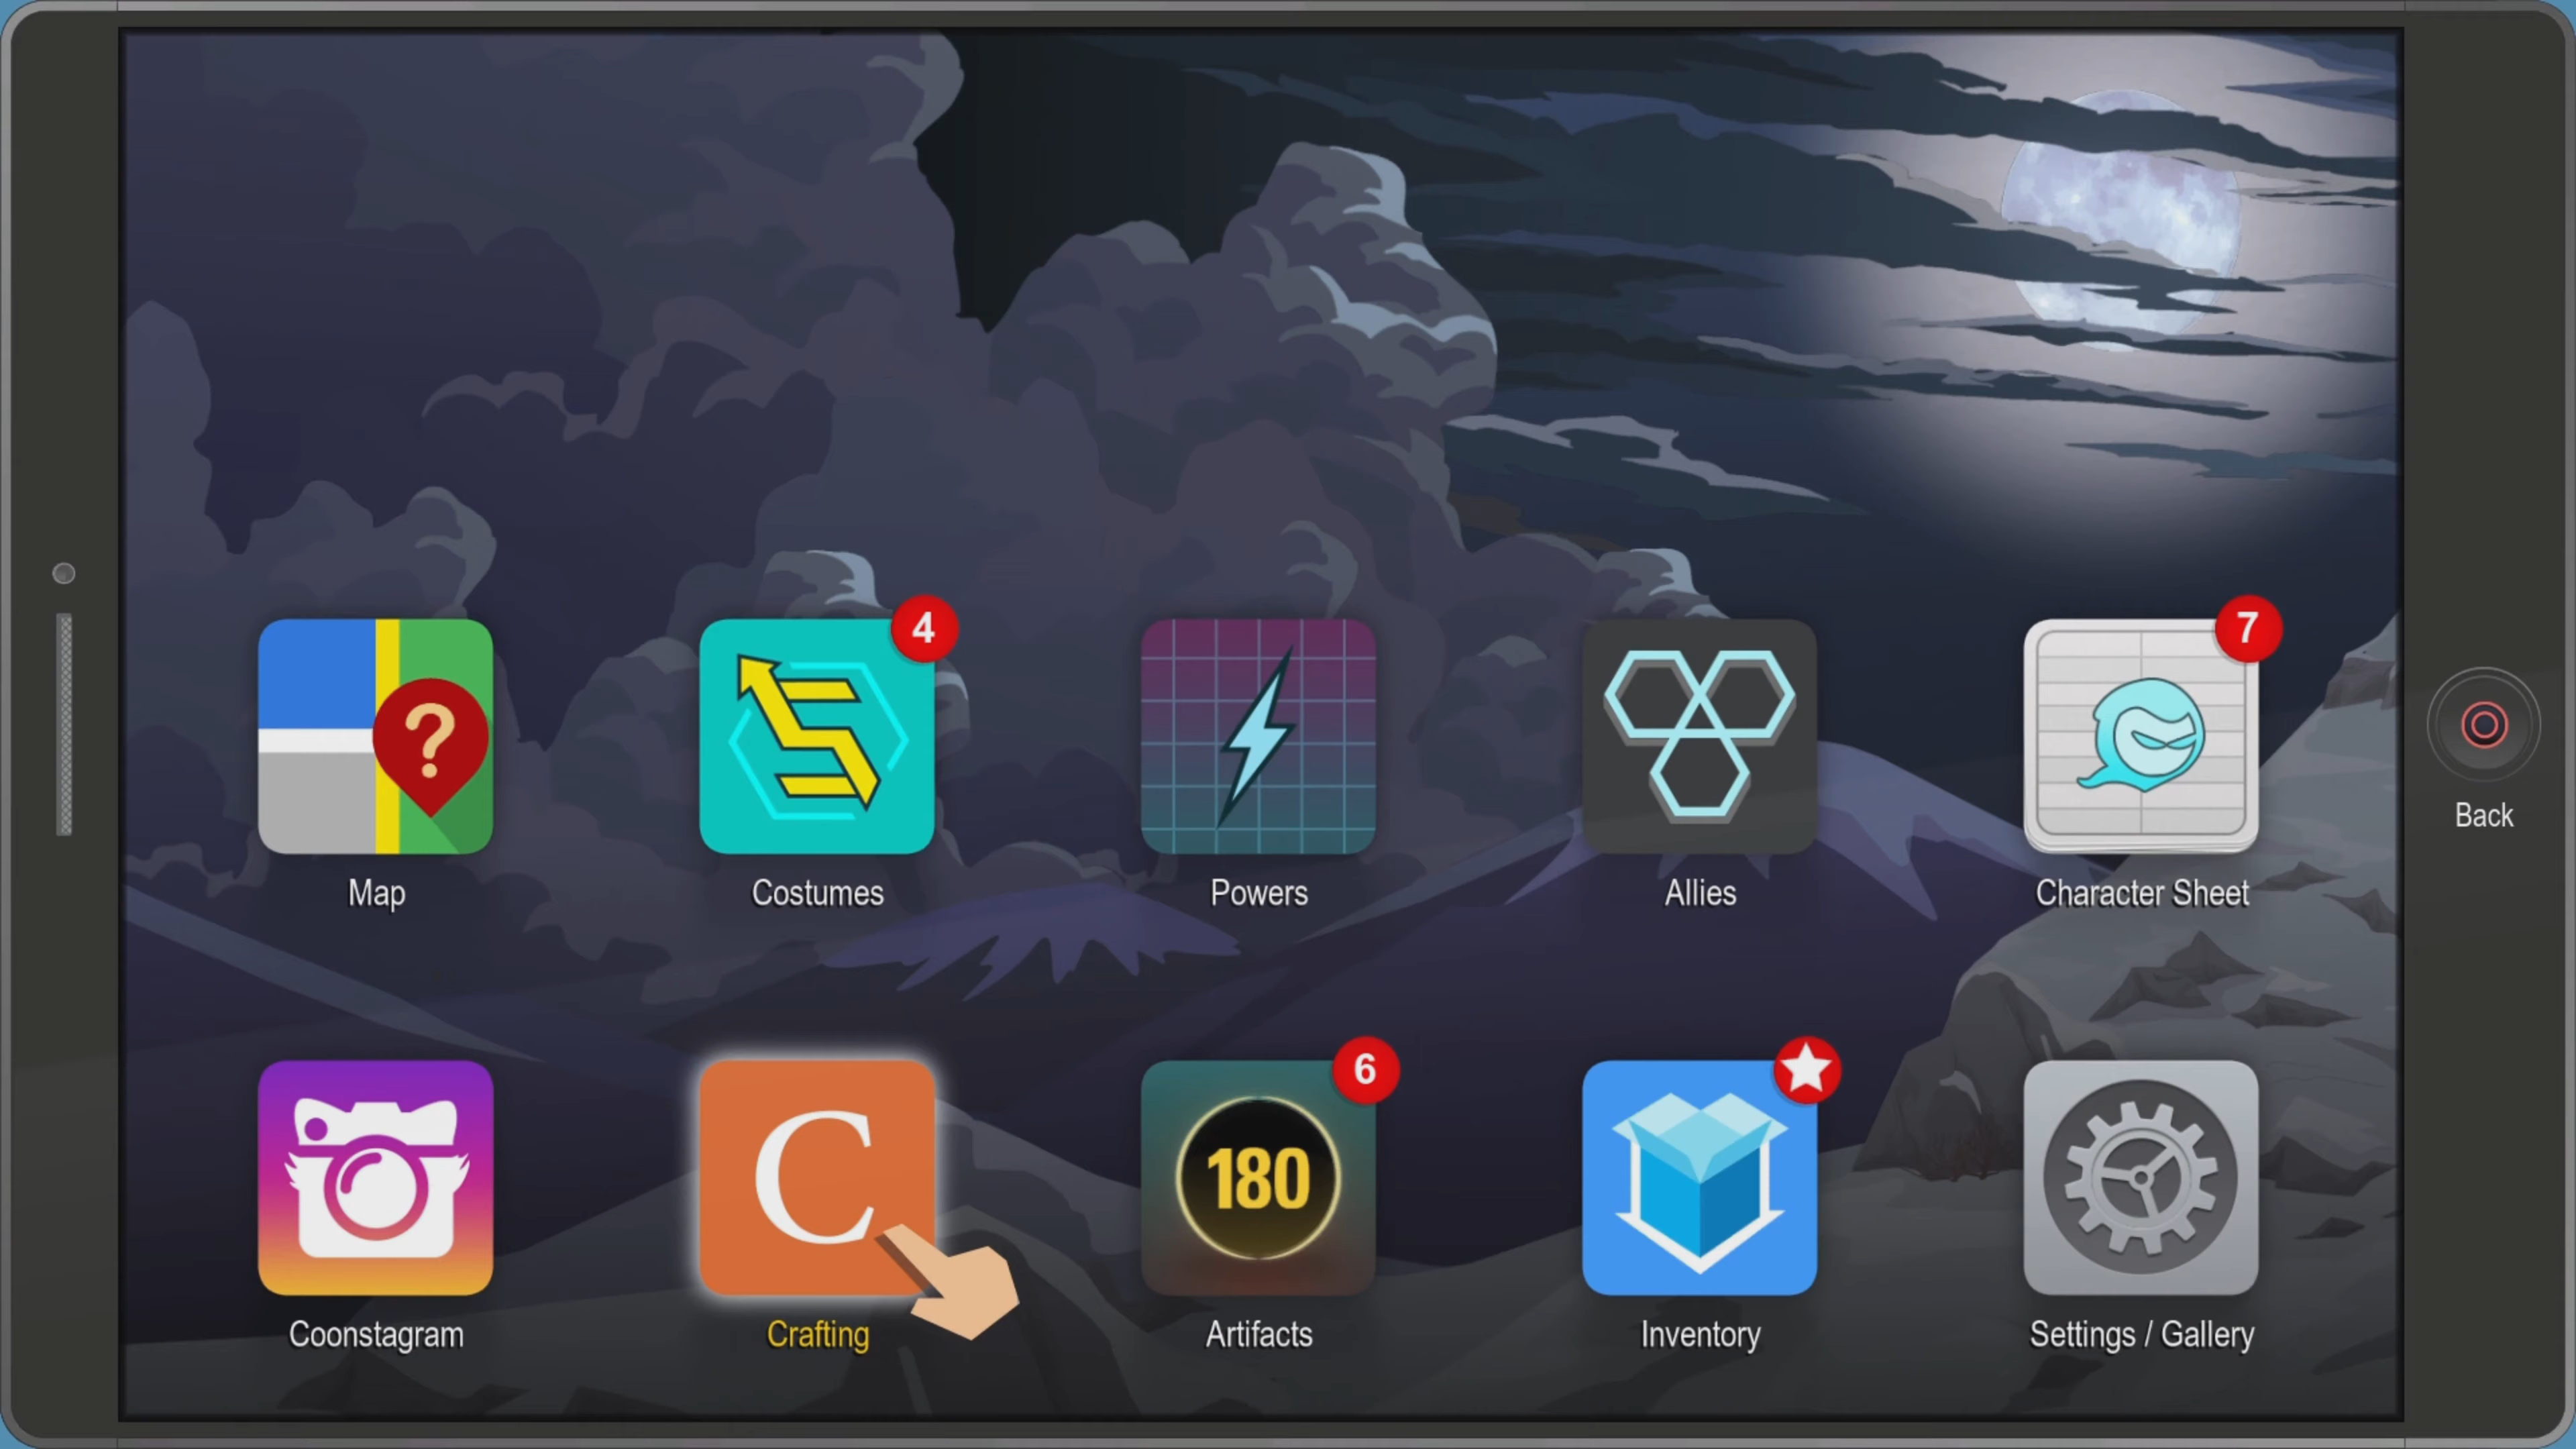 4
7
?
Map
Costumes
Powers
Allies
Character Sheet
Back
6
C
180
Coonstagram
Crafting
Artifacts
Inventory
Settings / Gallery